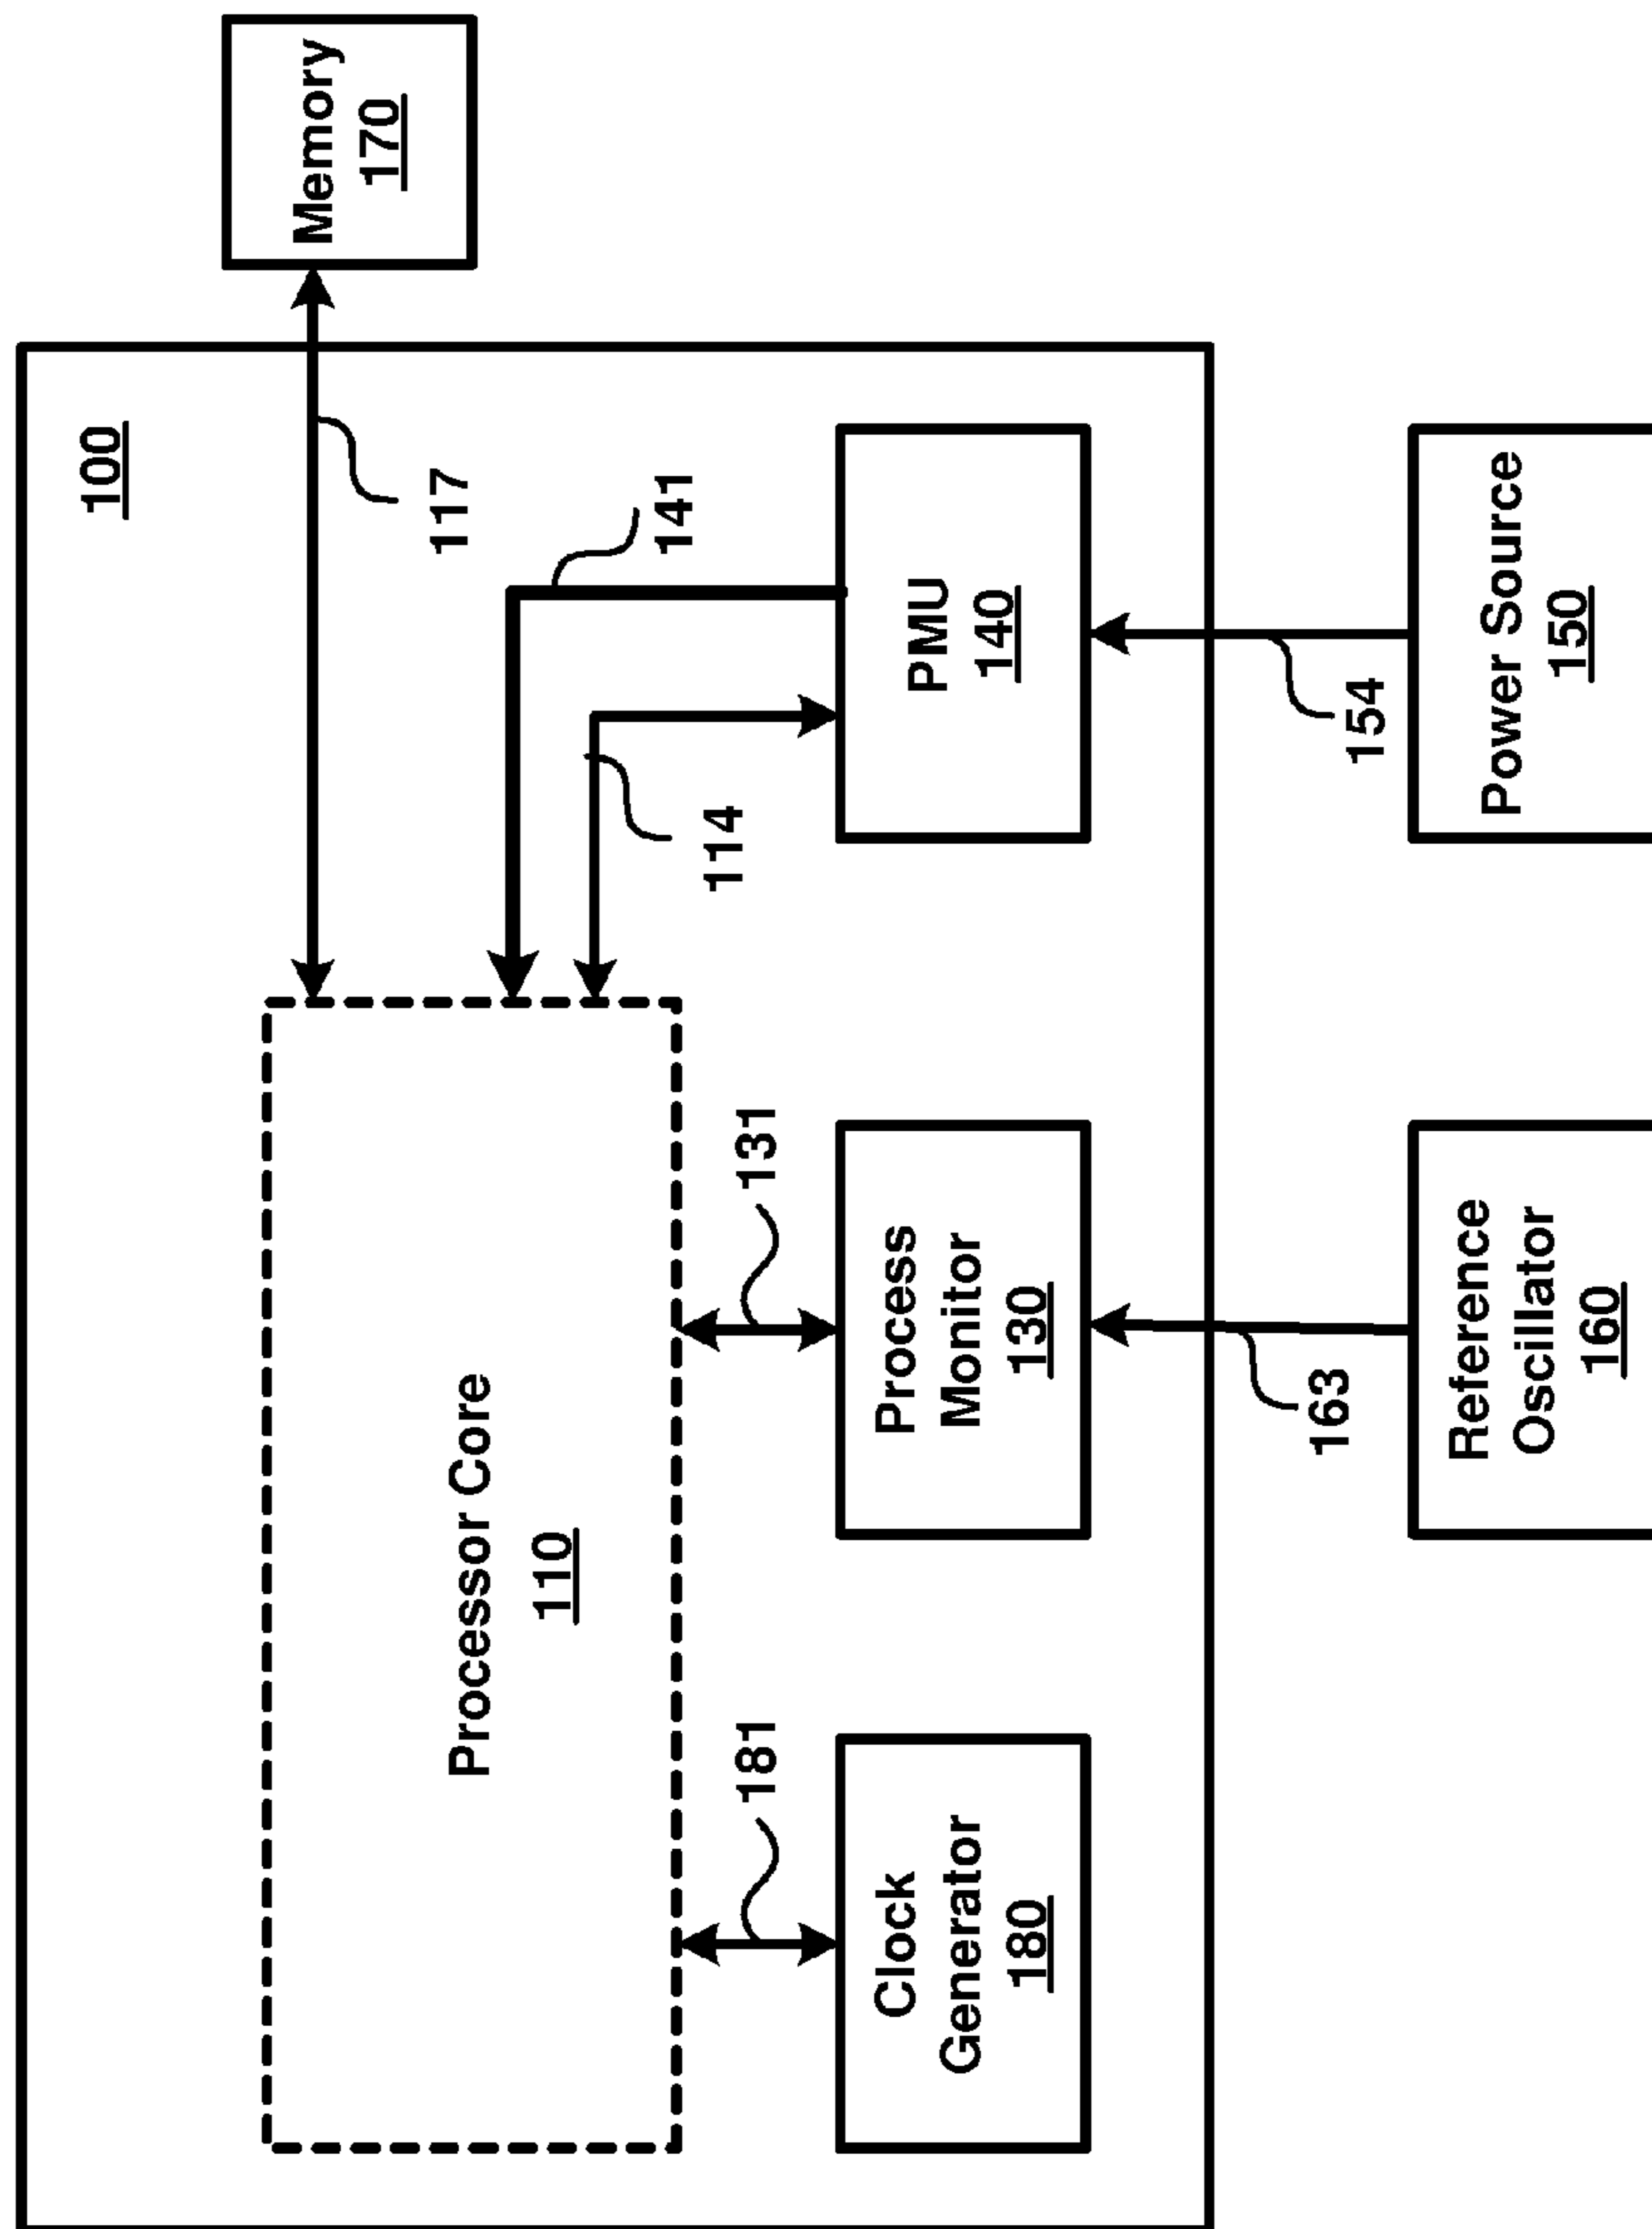 100
Memory
170
117
Processor Core
110
141
114
181
131
Clock
Generator
180
Process
Monitor
130
PMU
140
163
154
Reference
Oscillator
160
Power Source
150